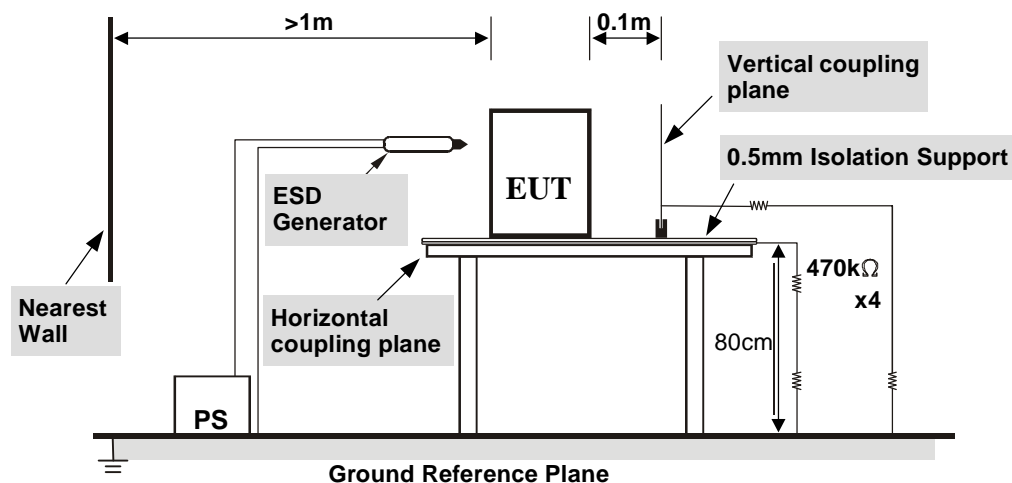 >1m
0.1m
Vertical coupling
plane
0.5mm Isolation Support
ESD
Generator
EUT
470kΩ
x4
Nearest
Wall
Horizontal
coupling plane
80cm
PS
Ground Reference Plane